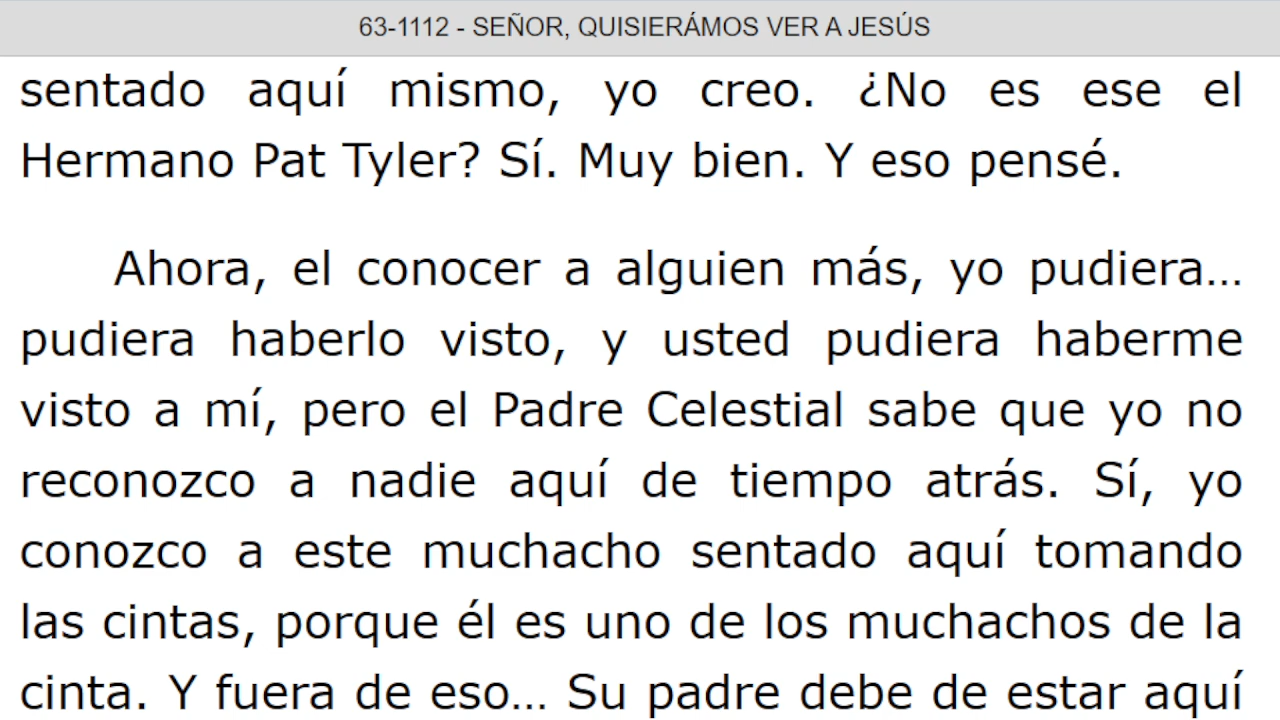 63-1112 - SEÑOR, QUISIERÁMOS VER A JESÚS
sentado aquí mismo, yo creo. ¿No es ese el
Hermano Pat Tyler? Sí. Muy bien. Y eso pensé.
Ahora, el conocer a alguien más, yo pudiera…
pudiera haberlo visto, y usted pudiera haberme
visto a mí, pero el Padre Celestial sabe que yo no
reconozco a nadie aquí de tiempo atrás. Sí, yo
conozco a este muchacho sentado aquí tomando
las cintas, porque él es uno de los muchachos de la
cinta. Y fuera de eso… Su padre debe de estar aquí